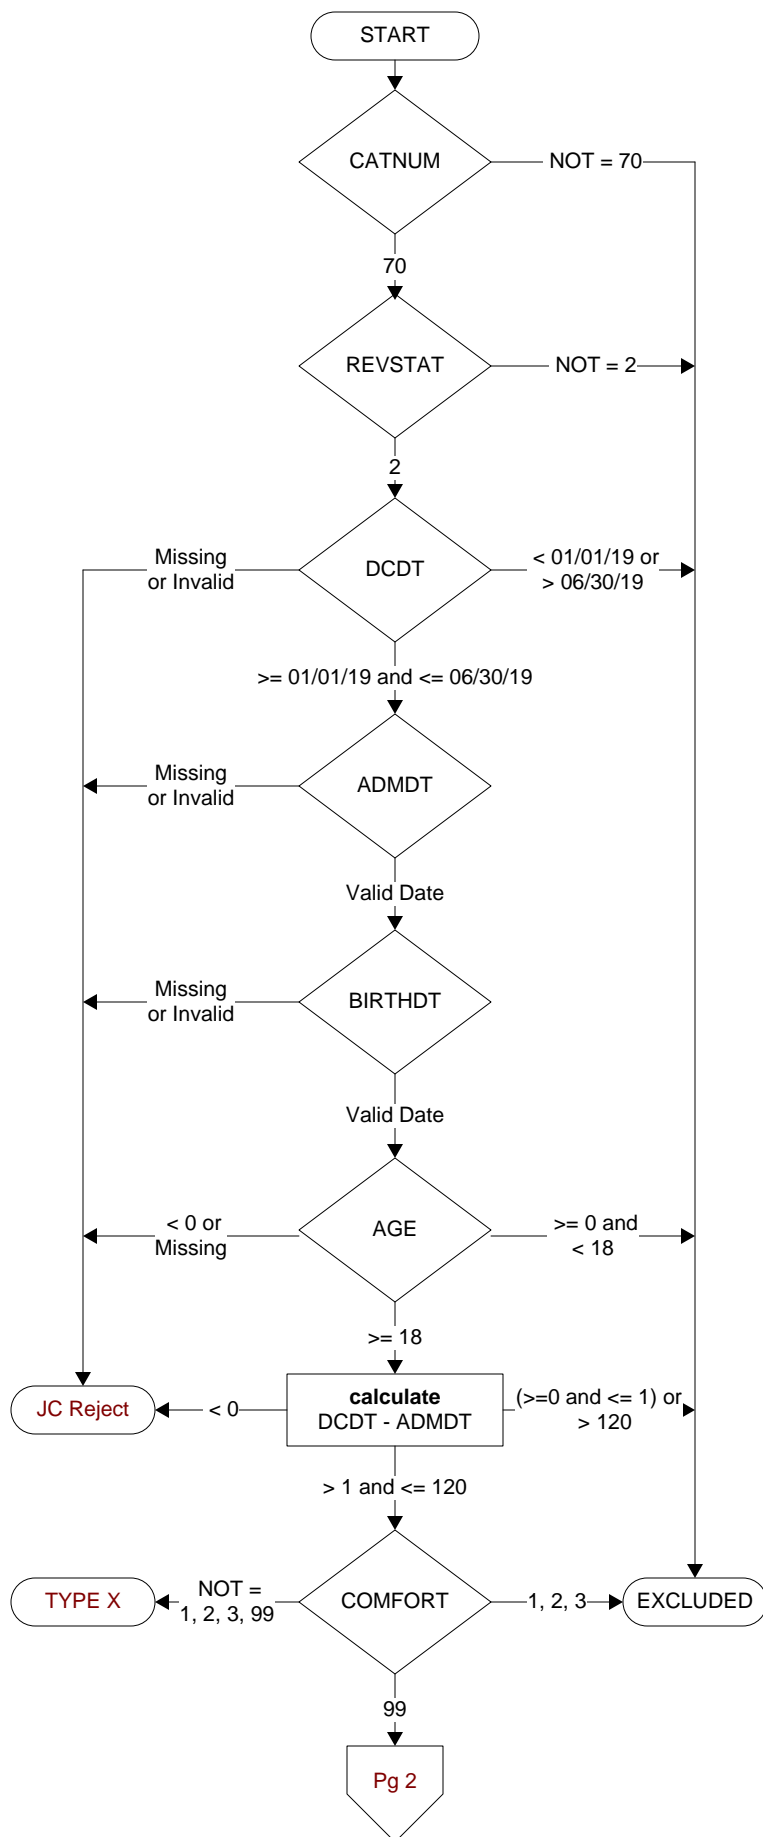 START
CATNUM
NOT = 70
70
REVSTAT
NOT = 2
2
Missing
or Invalid
DCDT
< 01/01/19 or
> 06/30/19
>= 01/01/19 and <= 06/30/19
Missing
or Invalid
ADMDT
Valid Date
Missing
or Invalid
BIRTHDT
Valid Date
< 0 or
Missing
AGE
>= 0 and
< 18
>= 18
JC Reject
< 0
calculate
DCDT - ADMDT
(>=0 and <= 1) or
> 120
> 1 and <= 120
TYPE X
NOT =
1, 2, 3, 99
COMFORT
1, 2, 3
EXCLUDED
99
Pg 2